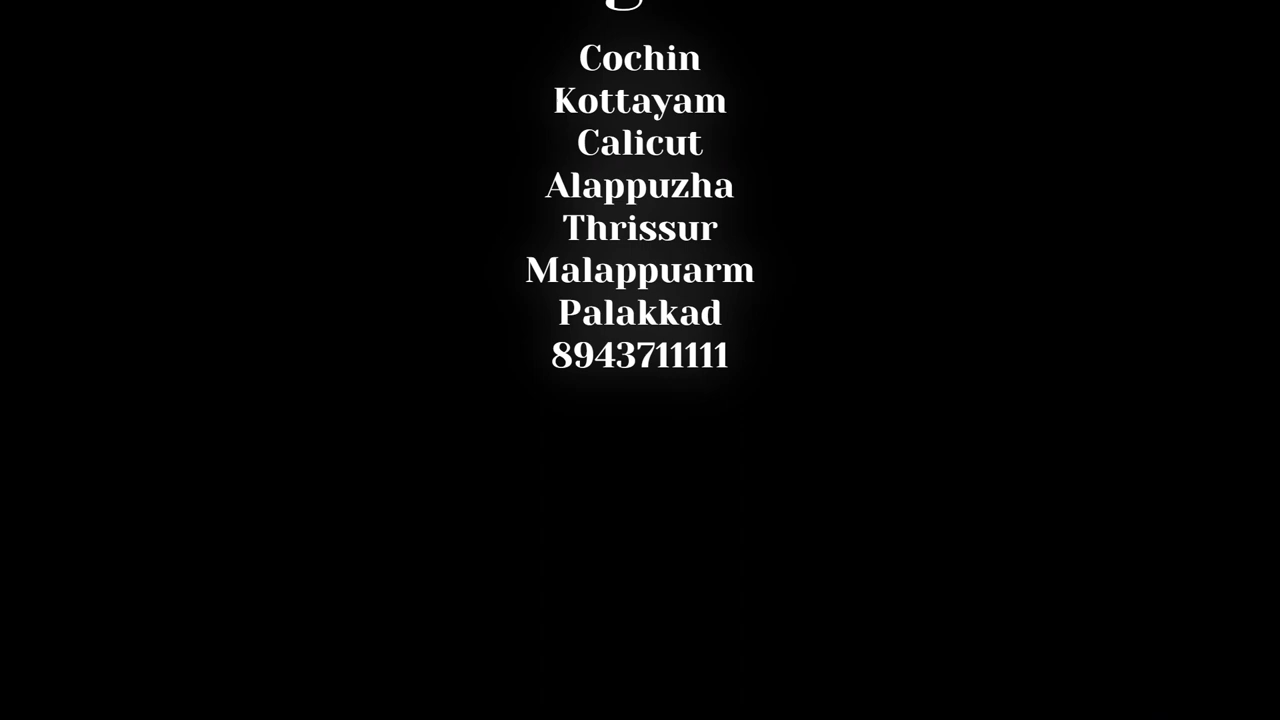 Cochin
Kottayam
Calicut
Alappuzha
Thrissur
Malappuarm
Palakkad
8943711111